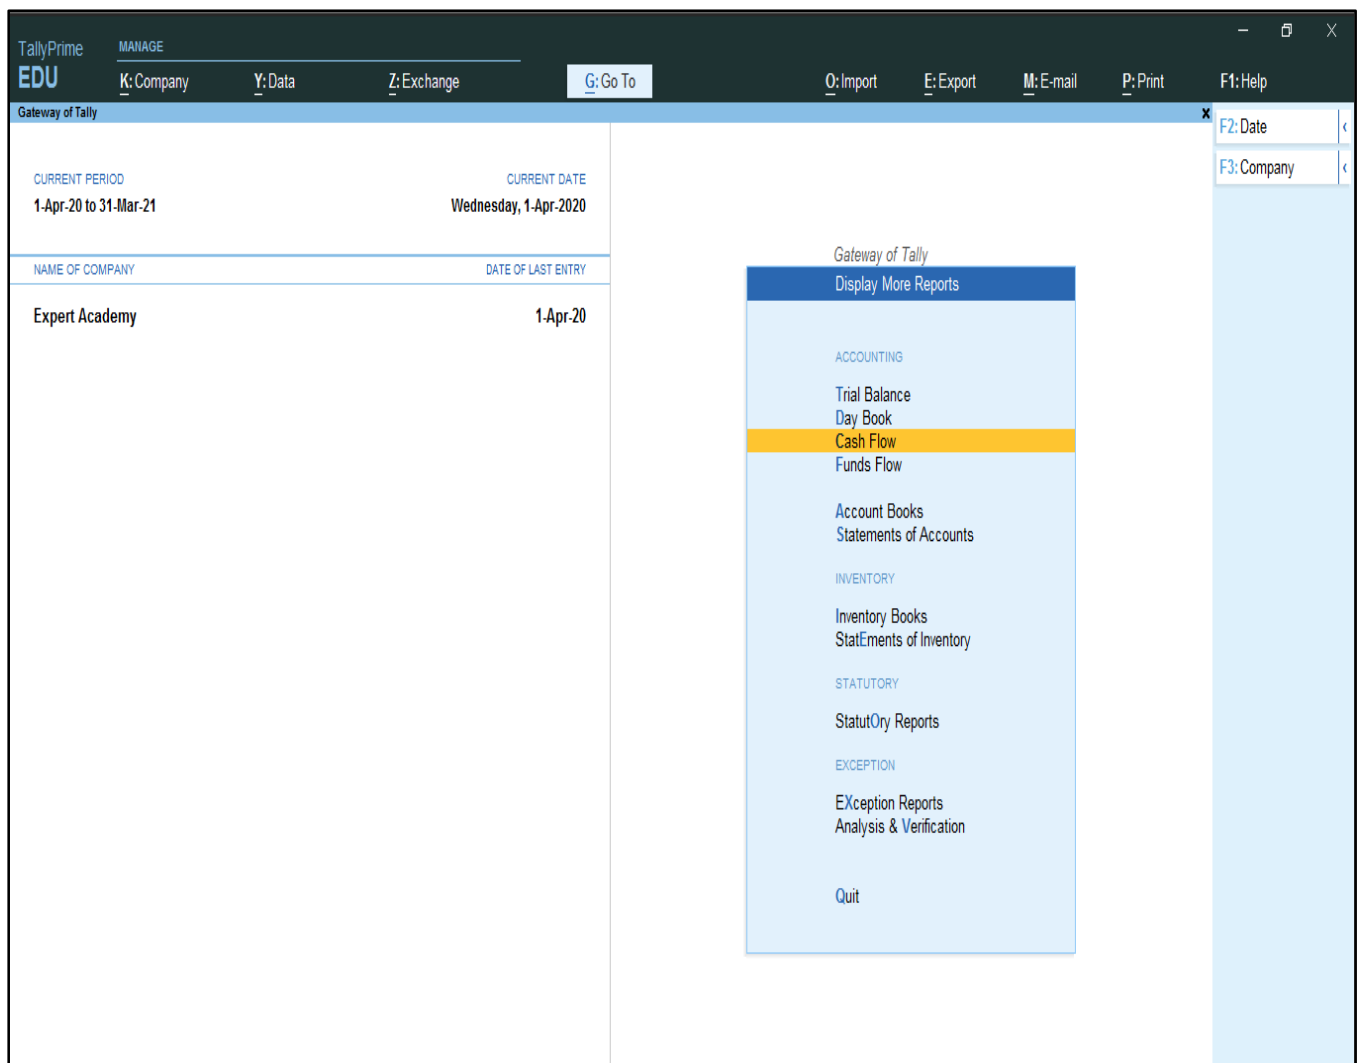 TallyPrime
EDU
MANAGE
K: Company Y: Data Z: Exchange G: Go To O: Import E: Export M: E-mail P: Print F1: Help
Gateway of Tally x
F2: Date <
F3: Company <
CURRENT PERIOD CURRENT DATE
1-Apr-20 to 31-Mar-21 Wednesday, 1-Apr-2020
NAME OF COMPANY DATE OF LAST ENTRY
Expert Academy 1-Apr-20
Gateway of Tally
Display More Reports
ACCOUNTING
Trial Balance
Day Book
Cash Flow
Funds Flow
Account Books
Statements of Accounts
INVENTORY
Inventory Books
StatEments of Inventory
STATUTORY
StatutOry Reports
EXCEPTION
EXception Reports
Analysis & Verification
Quit